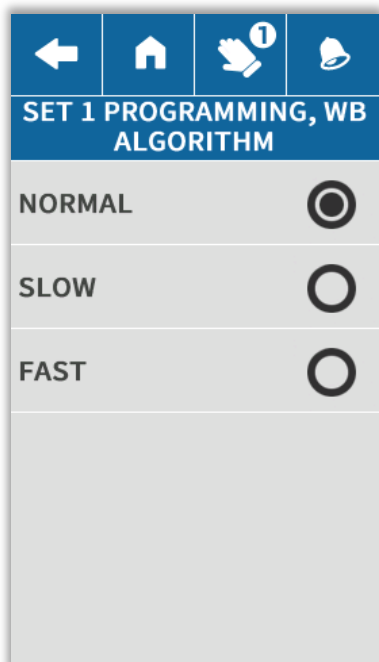 1
SET 1 PROGRAMMING, WB
ALGORITHM
NORMAL
SLOW
FAST